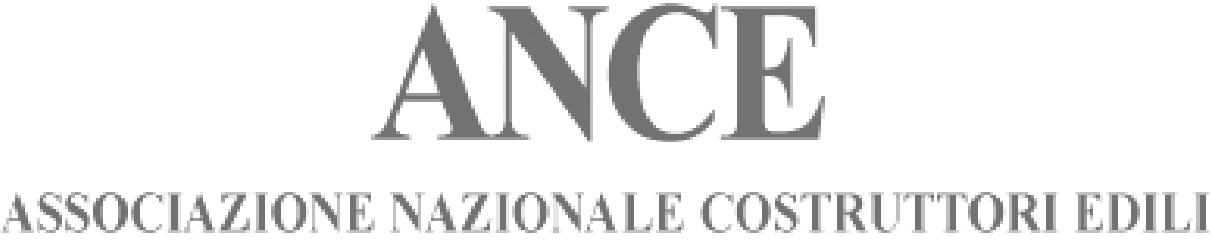 ANCE
ASSOCIAZIONE NAZIONALE COSTRUTTORI EDILI